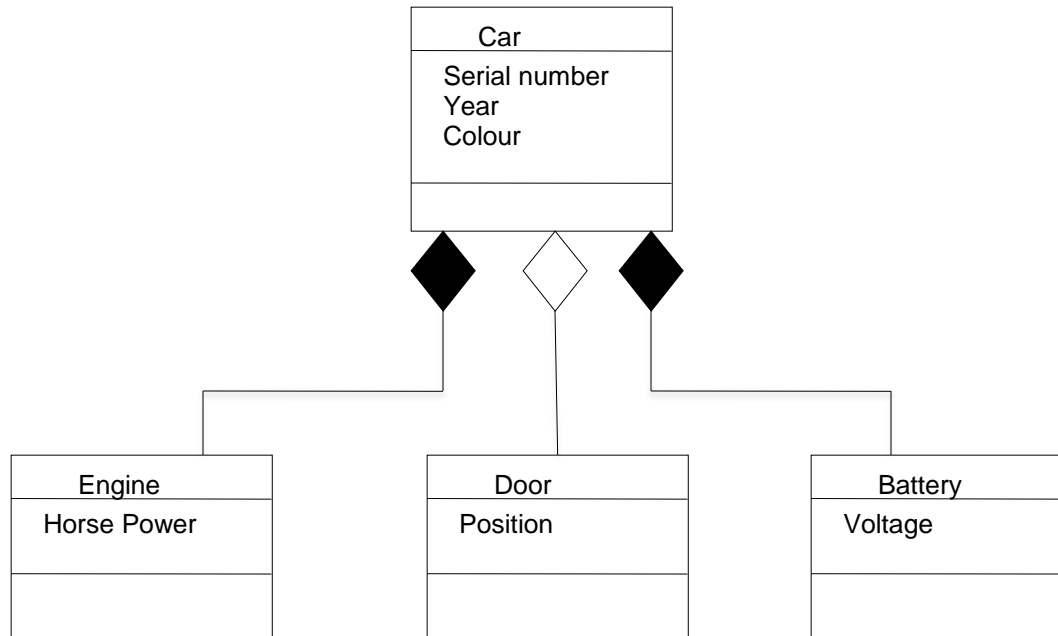 Car
Serial number
Year
Colour
Engine
Horse Power
Door
Position
Battery
Voltage